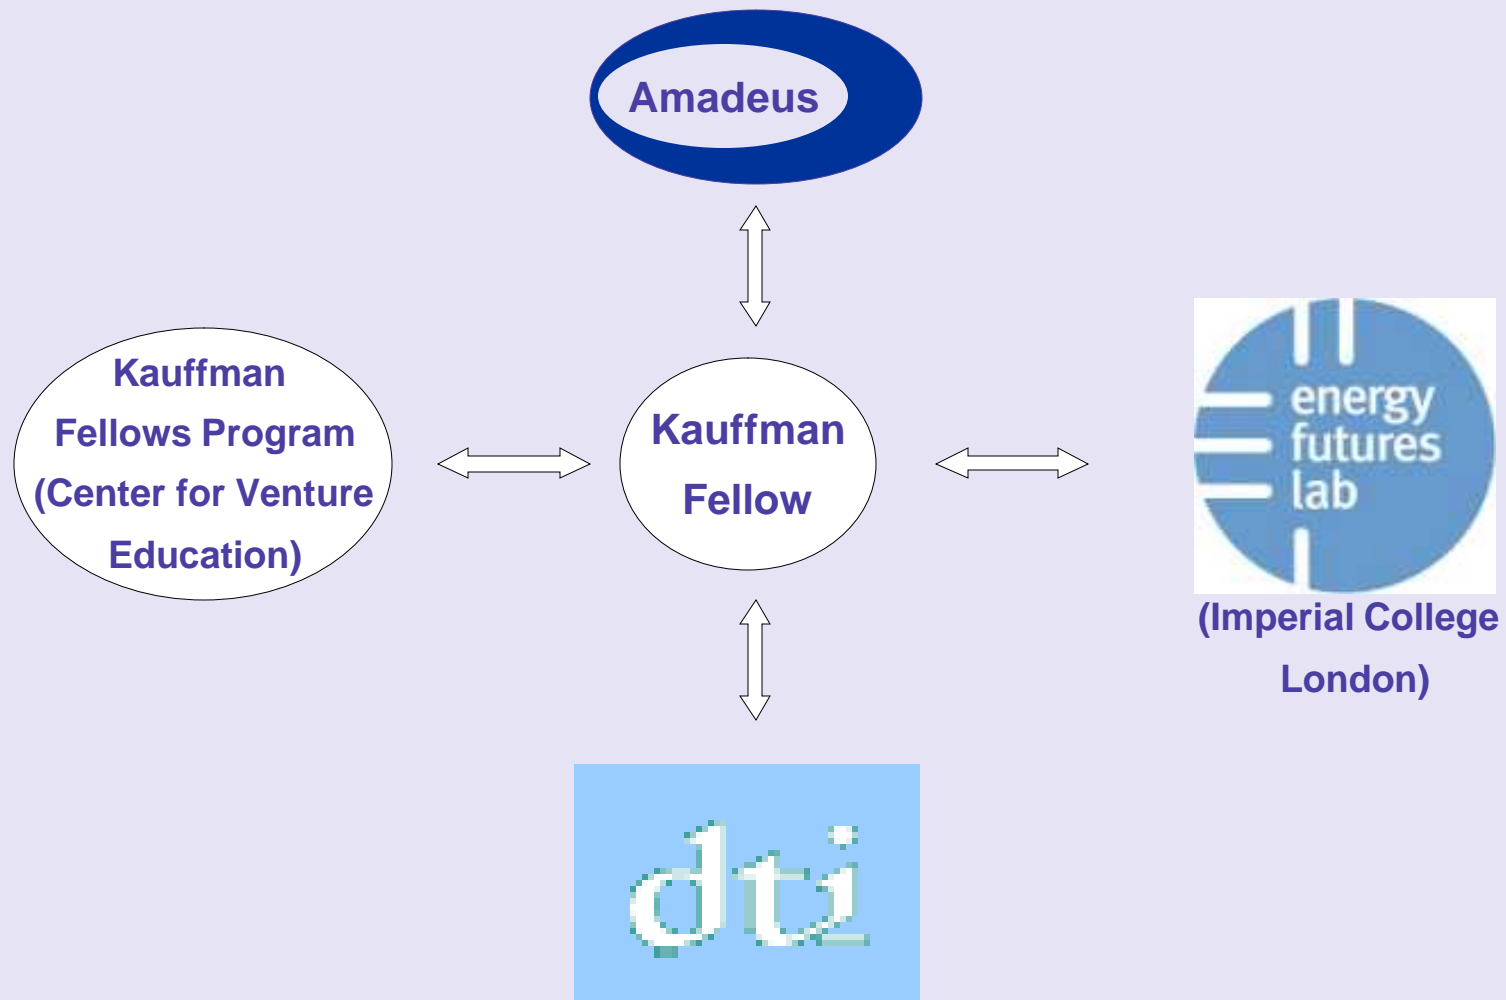 Amadeus
Kauffman
Fellows Program
(Center for Venture
Education)
Kauffman
Fellow
energy
futures
lab
(Imperial College
London)
dti